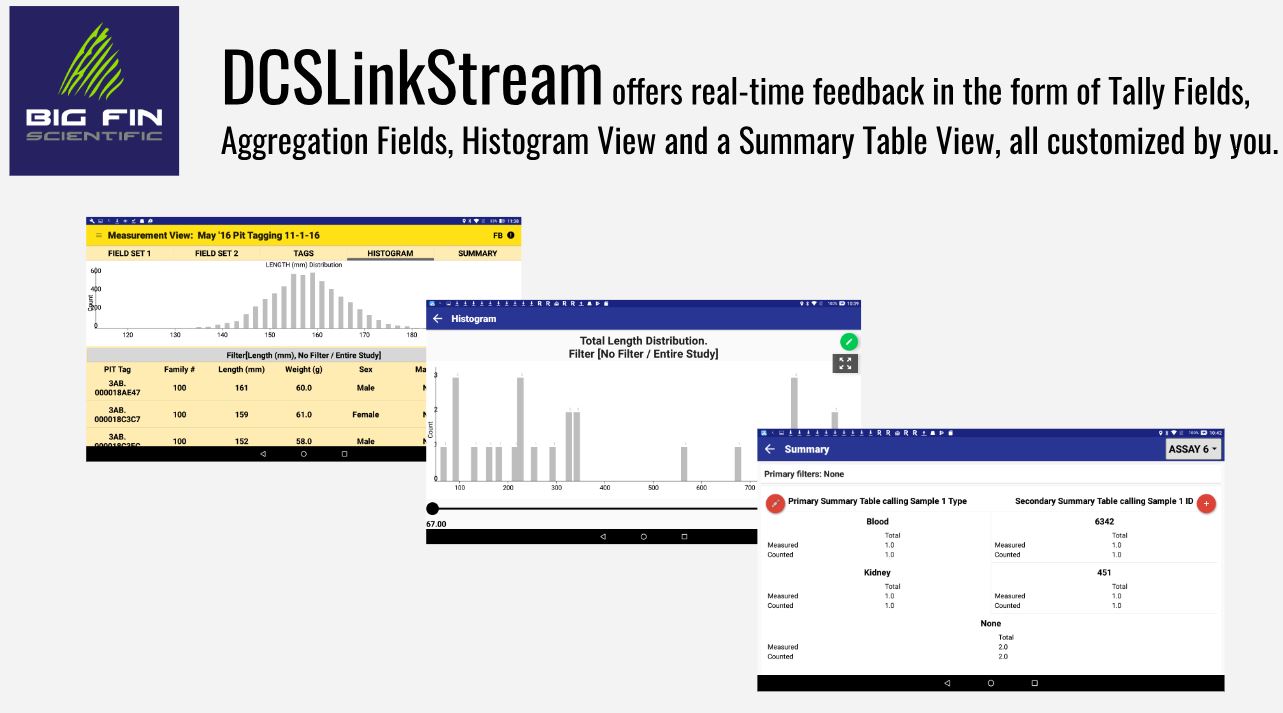 BIG FIN
SCIENTIFIC
DCSLinkStream offers real-time feedback in the form of Tally Fields,
Aggregation Fields, Histogram View and a Summary Table View, all customized by you.
11:38
Measurement View: May '16 Pit Tagging 11-1-16 FB
FIELD SET 1 FIELD SET 2 TAGS HISTOGRAM SUMMARY
LENGTH (mm) Distribution
Count
600
400
200
0
120 130 140 150 160 170 180
Filter[Length (mm), No Filter / Entire Study]
PIT Tag Family # Length (mm) Weight (g) Sex
3AB.
000018AE47 100 161 60.0 Male
3AB.
000018C3C7 100 159 61.0 Female
3AB.
100 152 58.0 Male
100% 10:39
Histogram
Total Length Distribution.
Filter [No Filter / Entire Study]
Count
3
2
1
0
100 200 300 400 500 600 700
67.00
100% 10:42
Summary ASSAY 6
Primary filters: None
Primary Summary Table calling Sample 1 Type Secondary Summary Table calling Sample 1 ID
Blood 6342
Total Total
Measured 1.0 Measured 1.0
Counted 1.0 Counted 1.0
Kidney 451
Total Total
Measured 1.0 Measured 1.0
Counted 1.0 Counted 1.0
None
Total
Measured 2.0
Counted 2.0